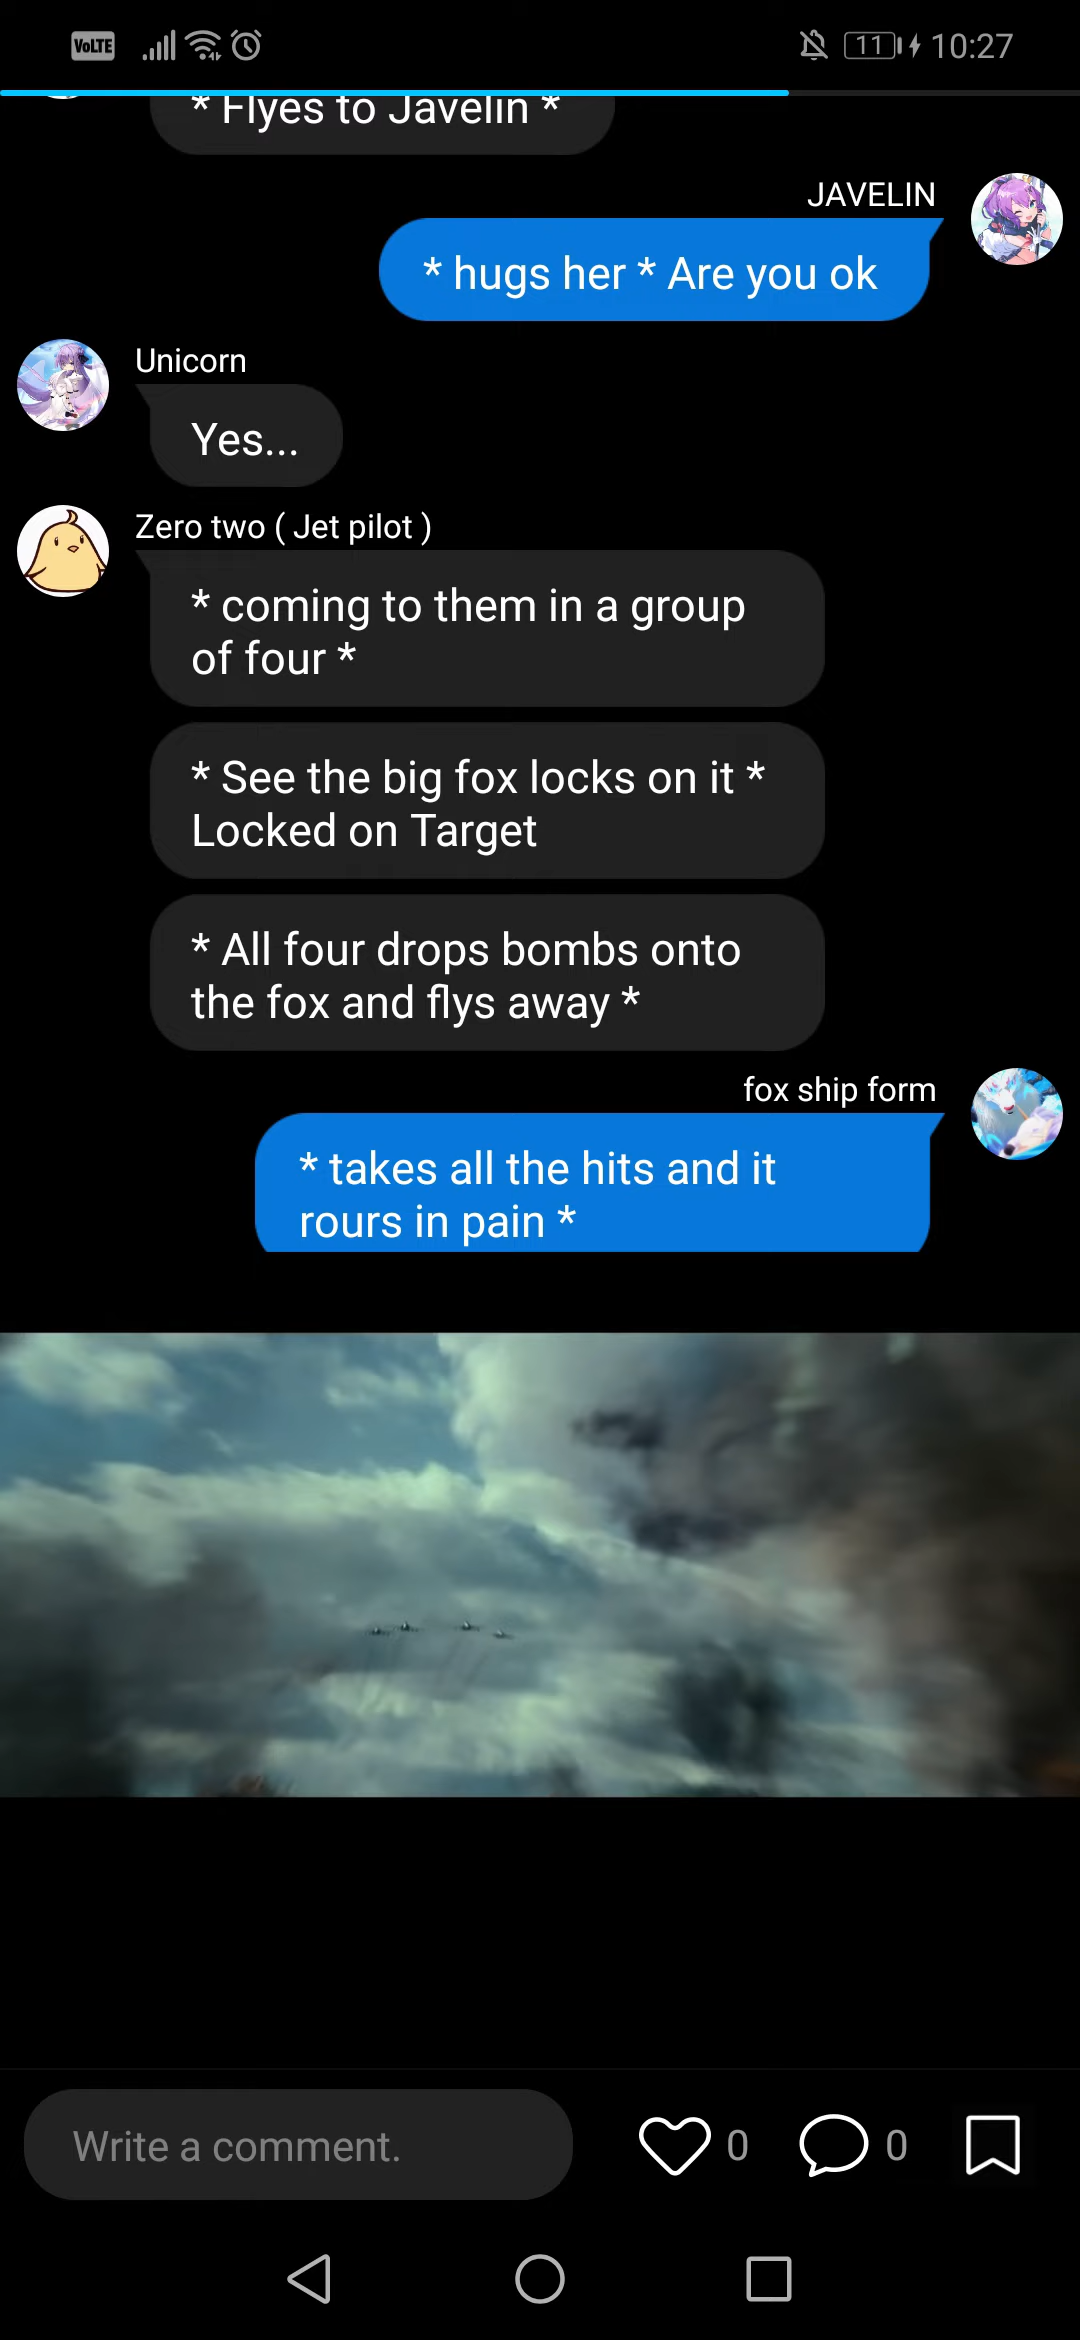 VoLTE
11 10:27
* Flyes to Javelin *
JAVELIN
* hugs her * Are you ok
Unicorn
Yes...
Zero two ( Jet pilot )
* coming to them in a group
of four *
* See the big fox locks on it *
Locked on Target
* All four drops bombs onto
the fox and flys away *
fox ship form
* takes all the hits and it
rours in pain *
Write a comment.
0
0